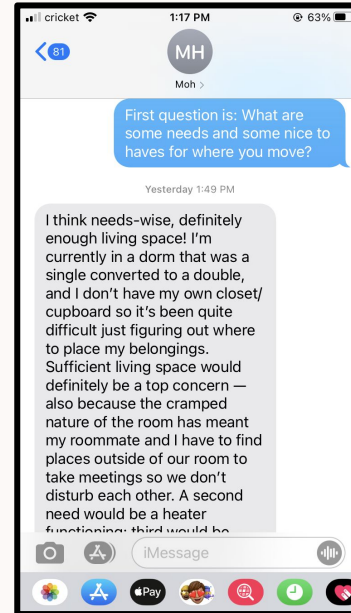 cricket
1:17 PM
63%
81
MH
Moh >
First question is: What are
some needs and some nice to
haves for where you move?
Yesterday 1:49 PM
I think needs-wise, definitely
enough living space! I'm
currently in a dorm that was a
single converted to a double,
and I don't have my own closet/
cupboard so it's been quite
difficult just figuring out where
to place my belongings.
Sufficient living space would
definitely be a top concern —
also because the cramped
nature of the room has meant
my roommate and I have to find
places outside of our room to
take meetings so we don't
disturb each other. A second
need would be a heater
functioning; third would be
iMessage
Pay